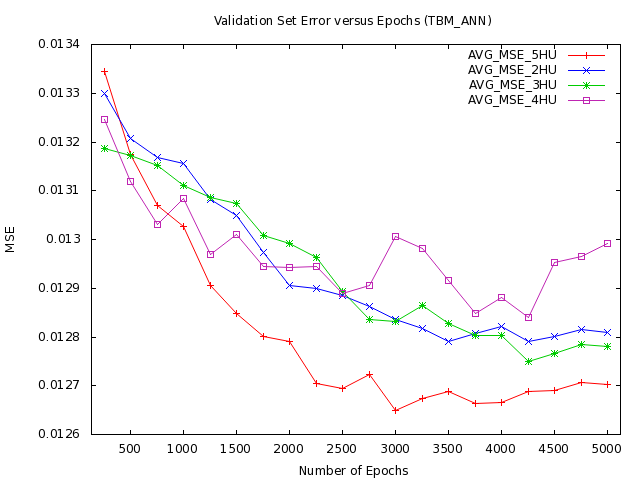 Validation Set Error versus Epochs (TBM_ANN)
0.0134
0.0133
0.0132
0.0131
0.013
0.0129
0.0128
0.0127
0.0126
MSE
AVG_MSE_5HU
AVG_MSE_2HU
AVG_MSE_3HU
AVG_MSE_4HU
500 1000 1500 2000 2500 3000 3500 4000 4500 5000
Number of Epochs